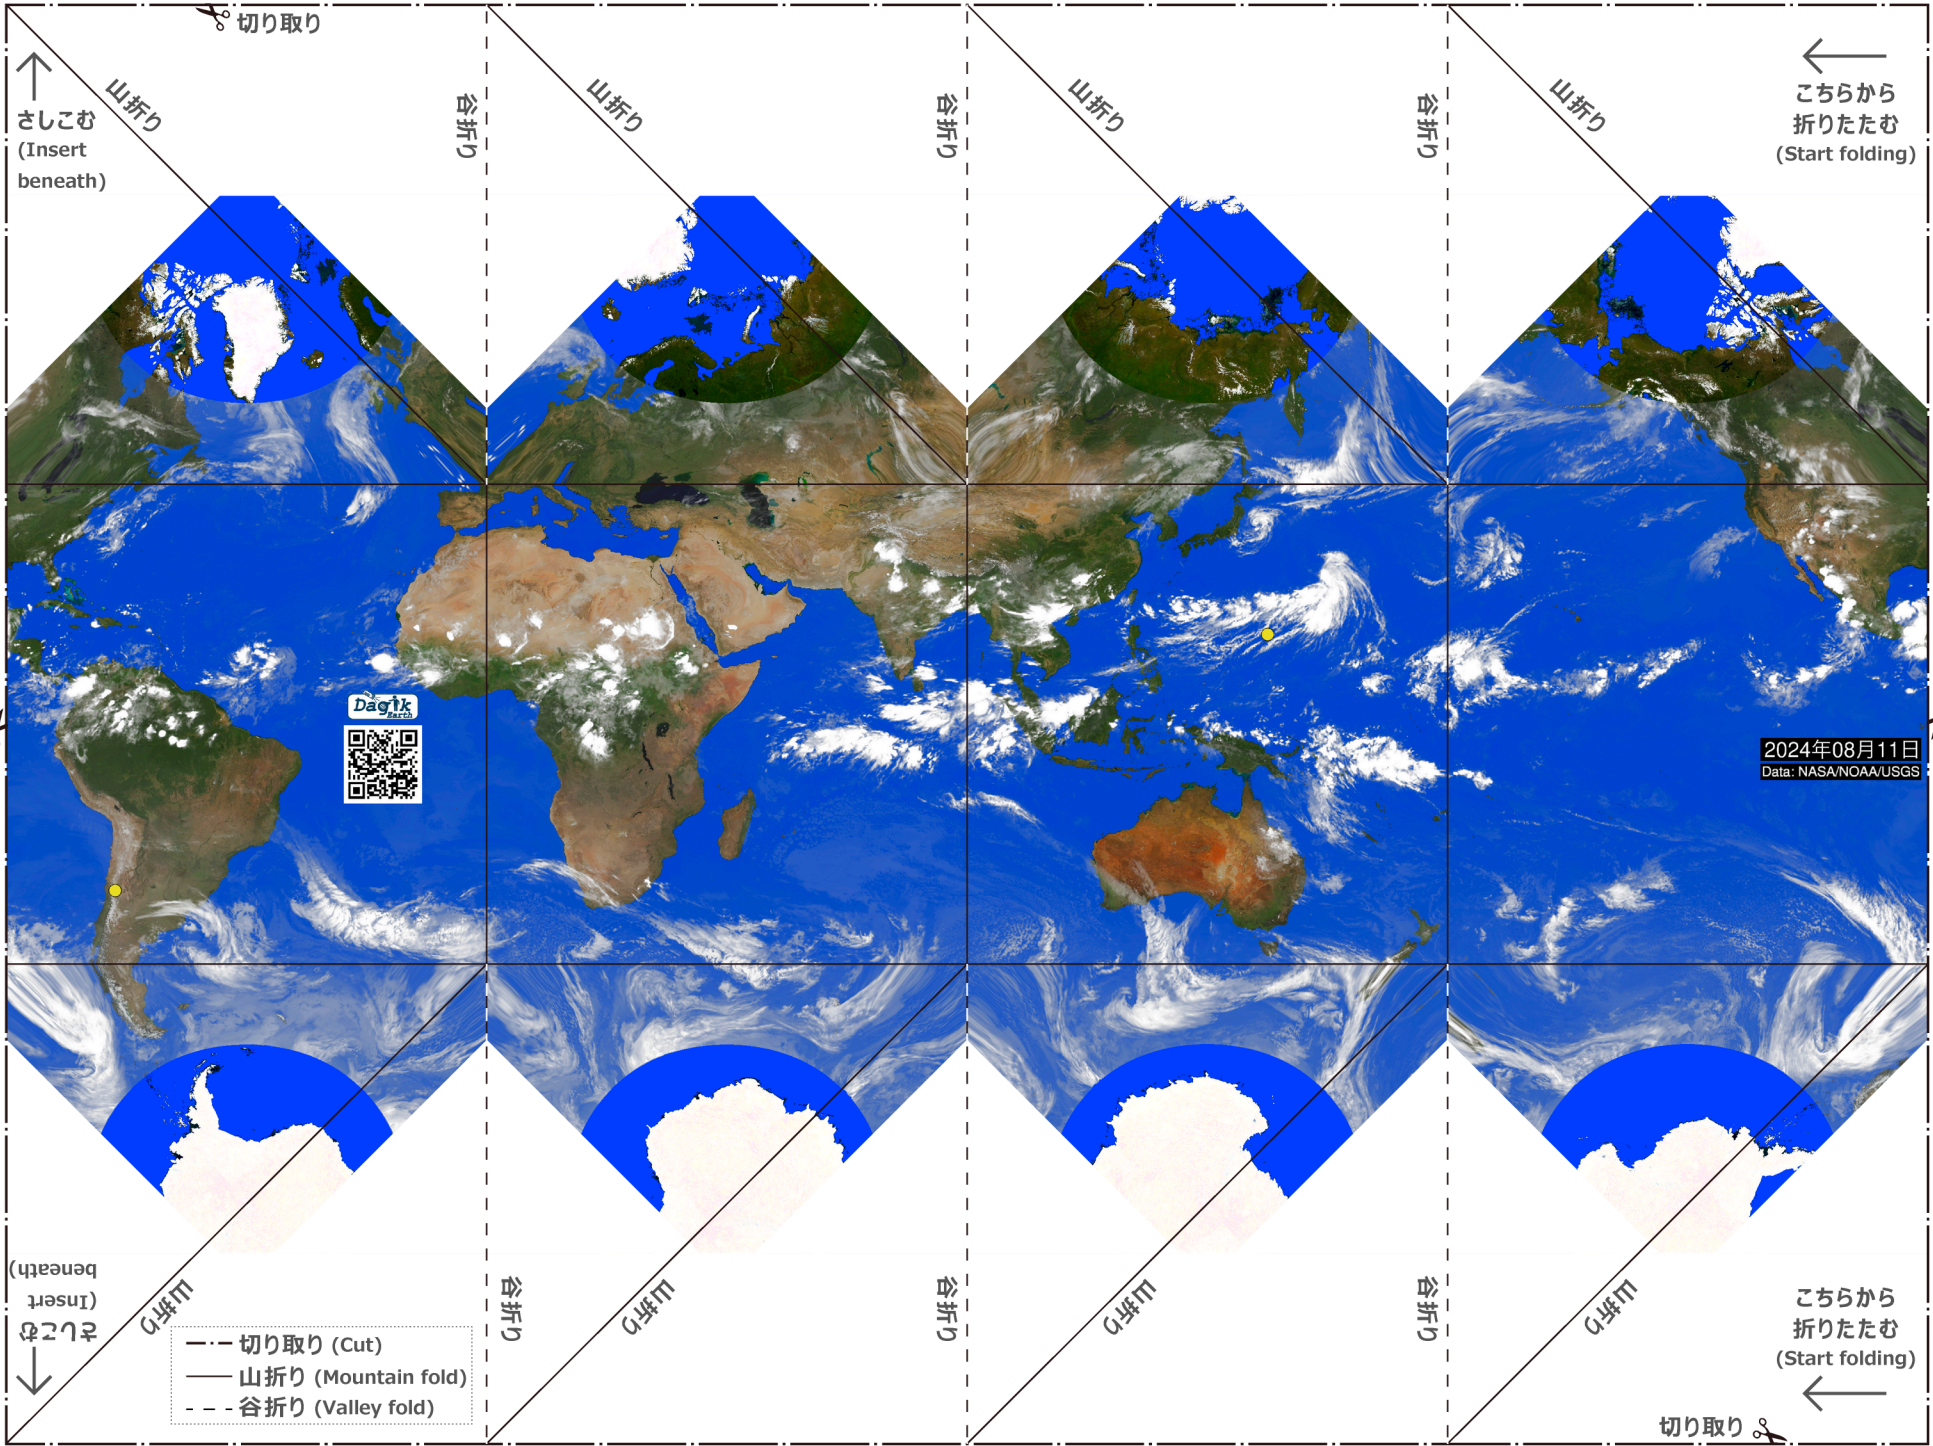 切り取り
さしこむ
(Insert
beneath)
山折り
谷折り
山折り
谷折り
山折り
谷折り
山折り
こちらから
折りたたむ
(Start folding)
Dagik
Earth
2024年08月11日
Data: NASA/NOAA/USGS
さしこむ
(Insert
beneath)
山折り
谷折り
山折り
谷折り
山折り
谷折り
山折り
こちらから
折りたたむ
(Start folding)
切り取り (Cut)
山折り (Mountain fold)
谷折り (Valley fold)
切り取り